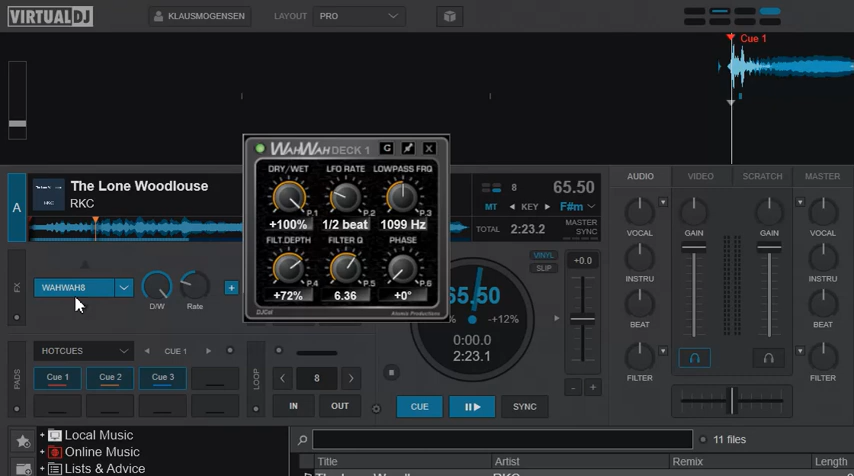 VIRTUALDJ
KLAUSMOGENSEN
LAYOUT
PRO
Cue 1
WAHWAH DECK 1
G
X
DRY/WET
LFO RATE
LOWPASS FRQ
P.1
P.2
P.3
+100%
1/2 beat
1099 Hz
FILT.DEPTH
FILTER Q
PHASE
P.4
P.5
P.6
+72%
6.36
+0°
DJCel
Atomic Productions
A
The Lone Woodlouse
RKC
8
65.50
MT
KEY
F#m
TOTAL
2:23.2
MASTER
SYNC
FX
WAHWAH8
D/W
Rate
+
VINYL
SLIP
+0.0
65.50
%
+12%
0:00.0
2:23.1
PADS
HOTCUES
CUE 1
Cue 1
Cue 2
Cue 3
LOOP
8
IN
OUT
CUE
SYNC
-
+
AUDIO
VIDEO
SCRATCH
MASTER
VOCAL
GAIN
GAIN
VOCAL
INSTRU
INSTRU
BEAT
BEAT
FILTER
FILTER
+ Local Music
+ Online Music
+ Lists & Advice
11 files
Title
Artist
Remix
Length